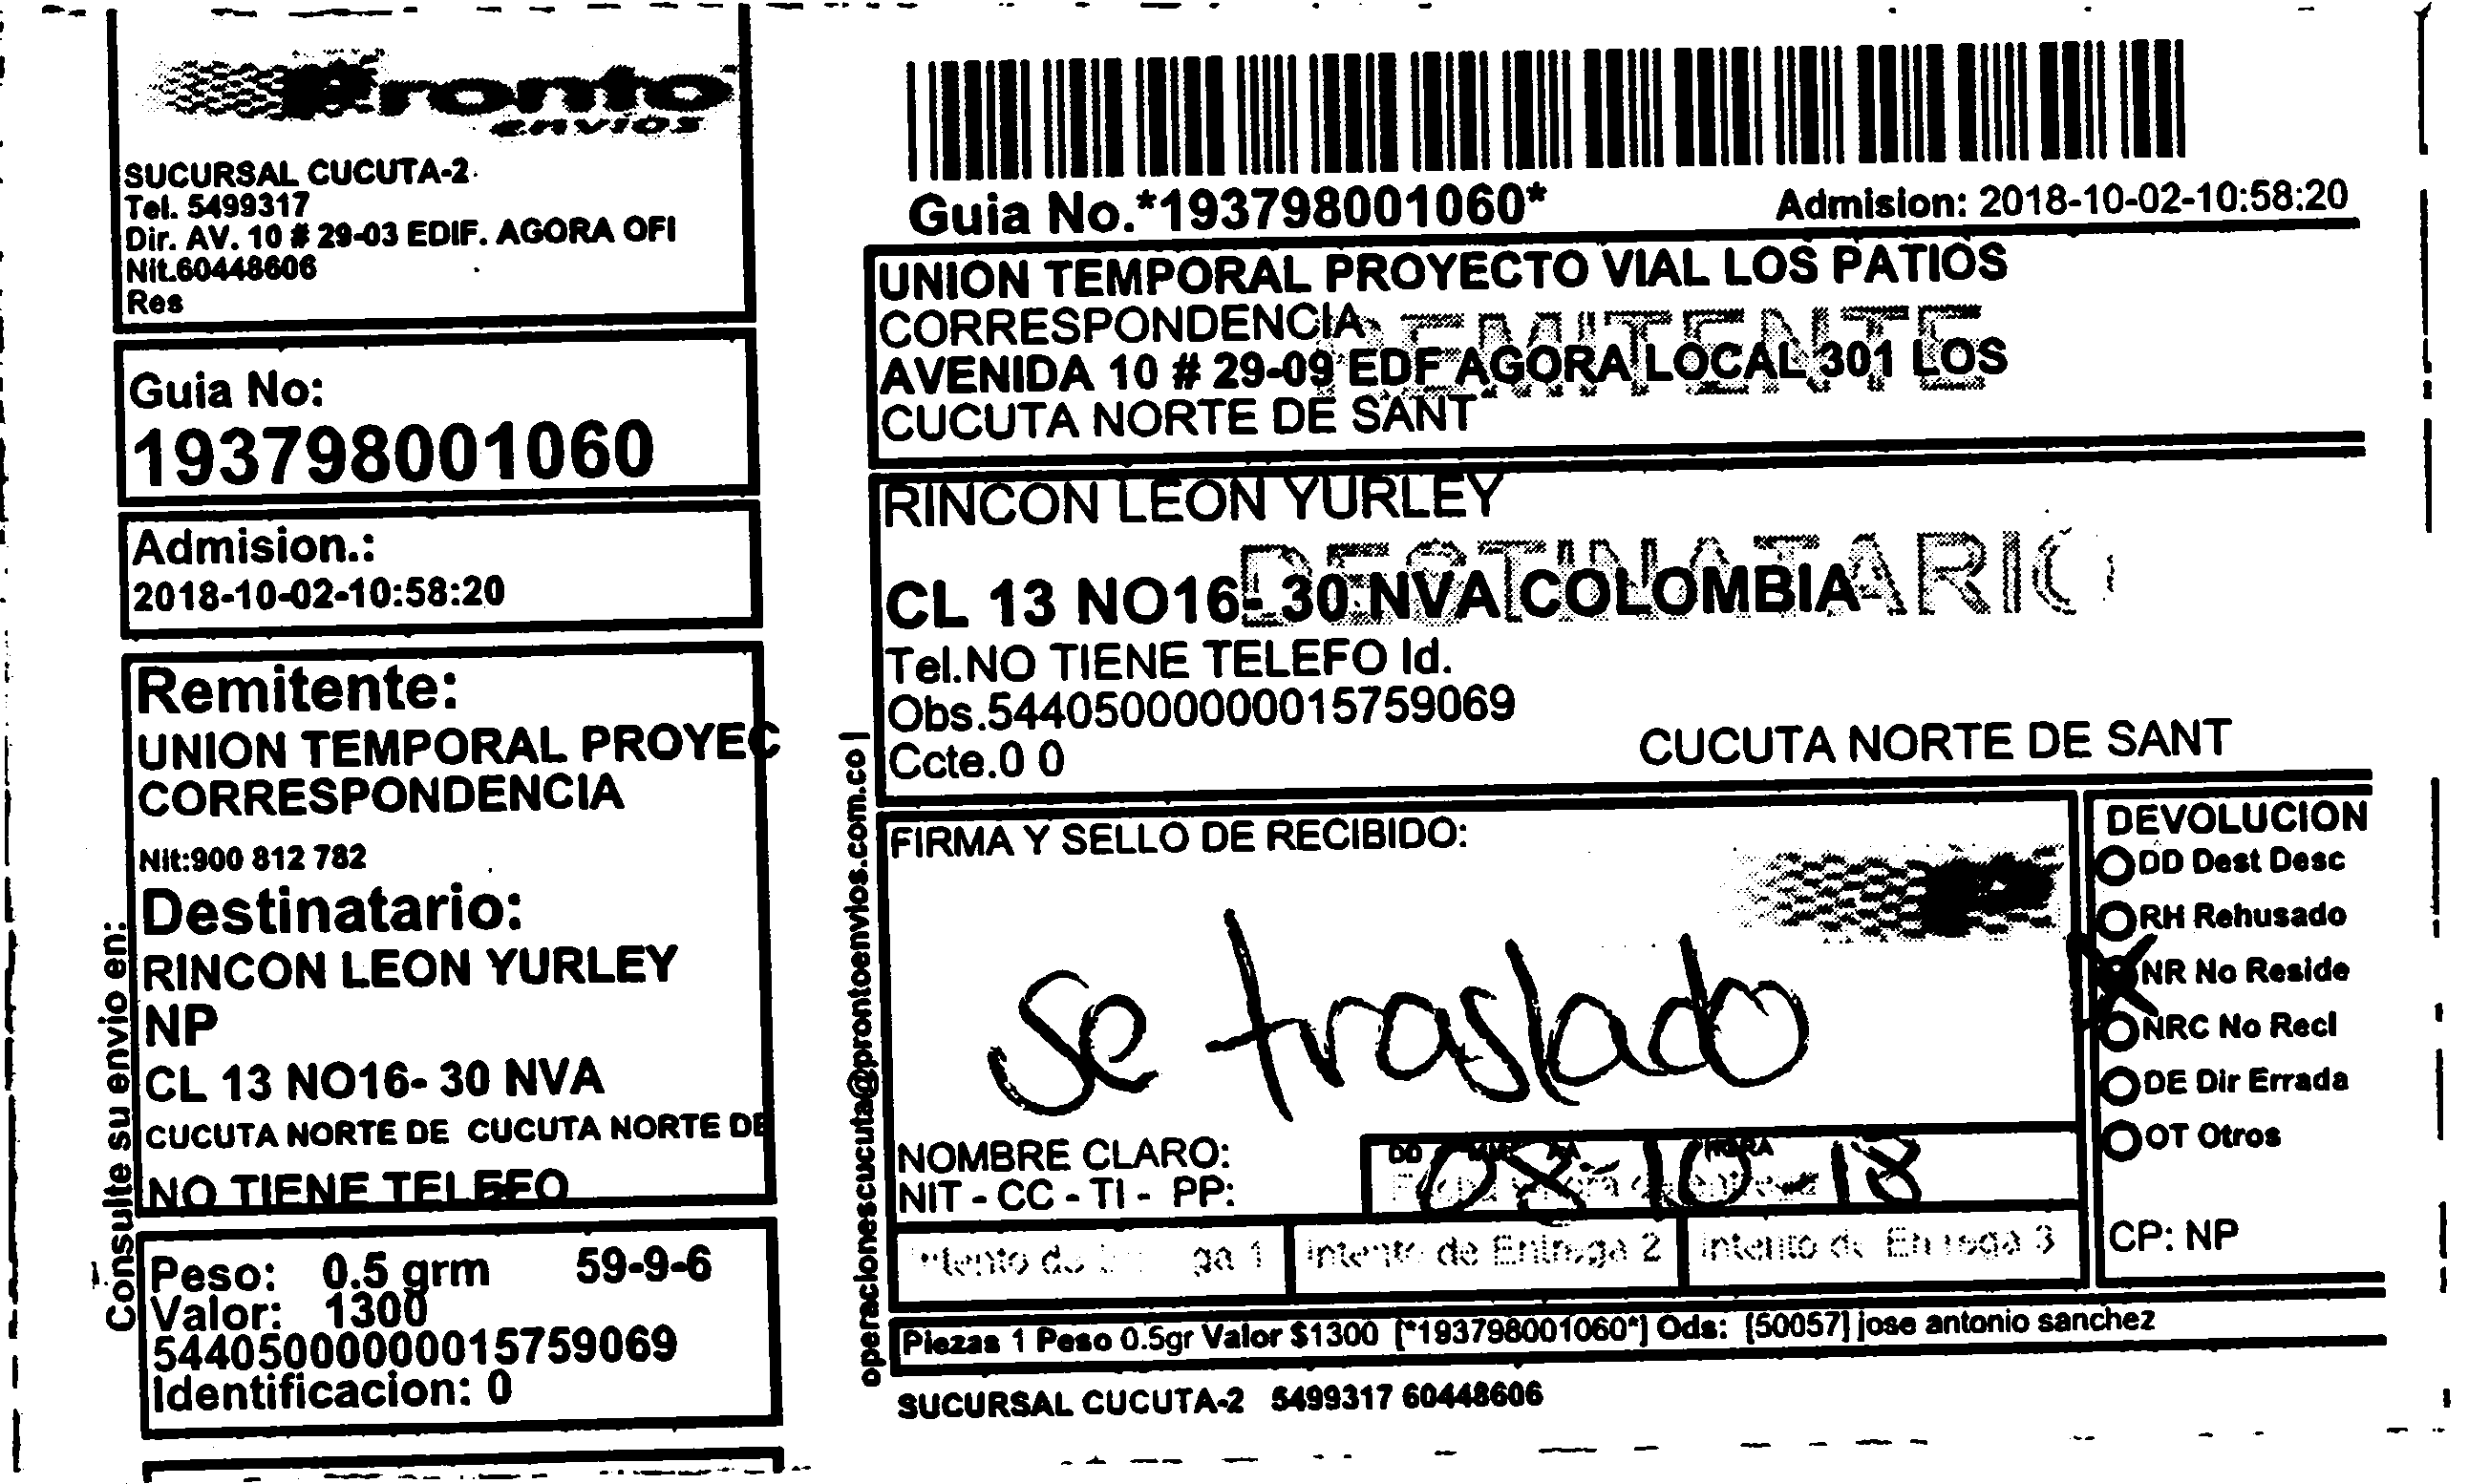 Pronto
envios
SUCURSAL CUCUTA-2
Tel. 5499317
Dir. AV. 10 # 29-03 EDIF. AGORA OFI
Nit.60448606
Res
Guia No:
193798001060
Admision.:
2018-10-02-10:58:20
Remitente:
UNION TEMPORAL PROYEC
CORRESPONDENCIA
Nit:900 812 782
Destinatario:
RINCON LEON YURLEY
NP
CL 13 NO16- 30 NVA
CUCUTA NORTE DE CUCUTA NORTE DE
NO TIENE TELEFO
Peso: 0.5 grm 59-9-6
Valor: 1300
544050000000015759069
Identificacion: 0
Consulte su envio en:
Guia No.*193798001060*
Admision: 2018-10-02-10:58:20
UNION TEMPORAL PROYECTO VIAL LOS PATIOS
CORRESPONDENCIA
REMITENTE
AVENIDA 10 # 29-09 EDF AGORA LOCAL 301 LOS
CUCUTA NORTE DE SANT
RINCON LEON YURLEY
DESTINATARIO
CL 13 NO16- 30 NVA COLOMBIA
Tel.NO TIENE TELEFO Id.
Obs.544050000000015759069
Ccte.0 0
CUCUTA NORTE DE SANT
operacionescucuta@prontoenvios.com.co |
FIRMA Y SELLO DE RECIBIDO:
se traslado
NOMBRE CLARO:
NIT - CC - TI - PP:
DD MM AA HORA
08-10-18
Intento de Entrega 2
Intento de Entrega 3
DEVOLUCION
DD Dest Desc
RH Rehusado
NR No Reside
NRC No Recl
DE Dir Errada
OT Otros
CP: NP
Piezas 1 Peso 0.5gr Valor $1300 [*193798001060*] Ods: [50057] jose antonio sanchez
SUCURSAL CUCUTA-2 5499317 60448606